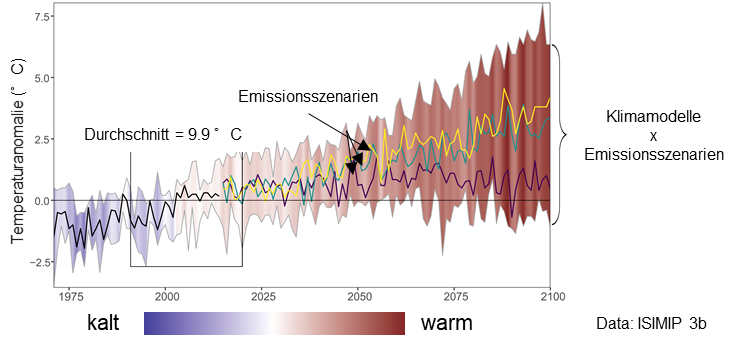 7.5
5.0
2.5
0.0
−2.5
Temperaturanomalie (° C)
Emissionsszenarien
Durchschnitt = 9.9 ° C
Klimamodelle
x
Emissionsszenarien
1975
2000
2025
2050
2075
2100
kalt
warm
Data: ISIMIP 3b